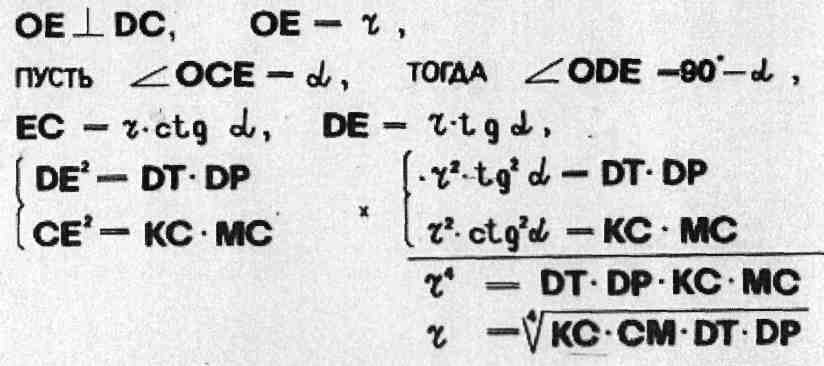 OE ⊥ DC,    OE — r,
ПУСТЬ ∠OCE — α,    ТОГДА ∠ODE —90°—α,
EC — r·ctg α,    DE — r·tg α,
{ DE² — DT·DP    { ·r²·tg²α — DT·DP
{ CE² — KC·MC    × { r²·ctg²α = KC·MC
r⁴ = DT·DP·KC·MC
r —⁴√KC·CM·DT·DP